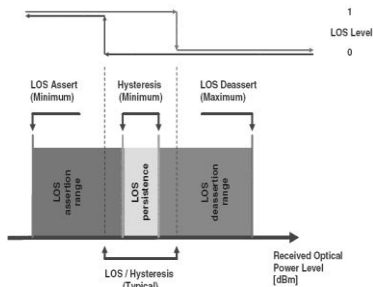 1
LOS Level
0
LOS Assert
(Minimum)
Hysteresis
(Minimum)
LOS Deassert
(Maximum)
LOS
assertion
range
LOS
persistence
LOS
deassertion
range
Received Optical
Power Level
[dBm]
LOS / Hysteresis
(Typical)